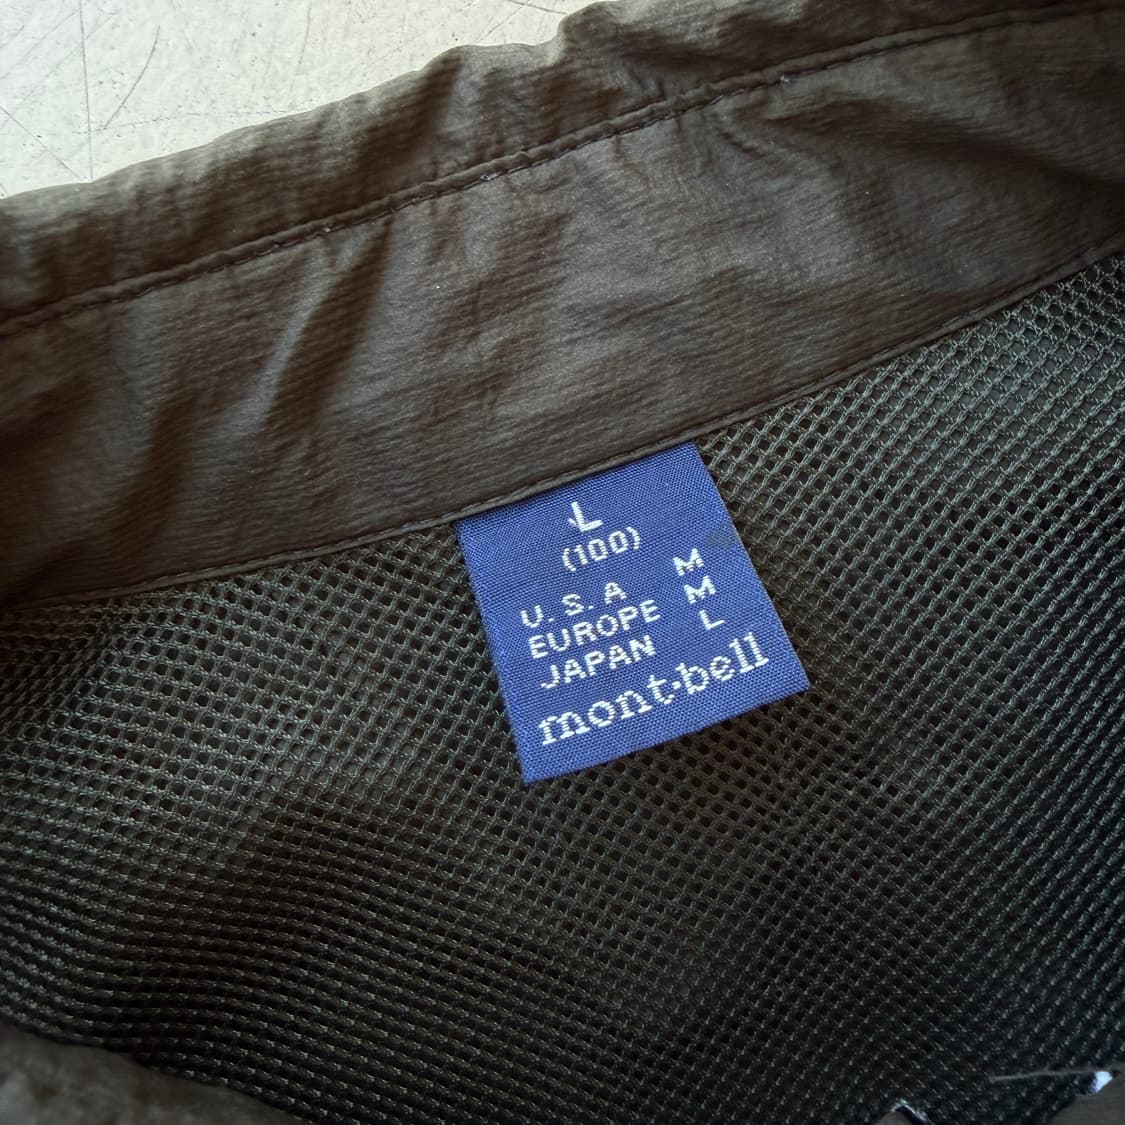 L
(100)
U. S. A M
EUROPE M
JAPAN L
mont·bell